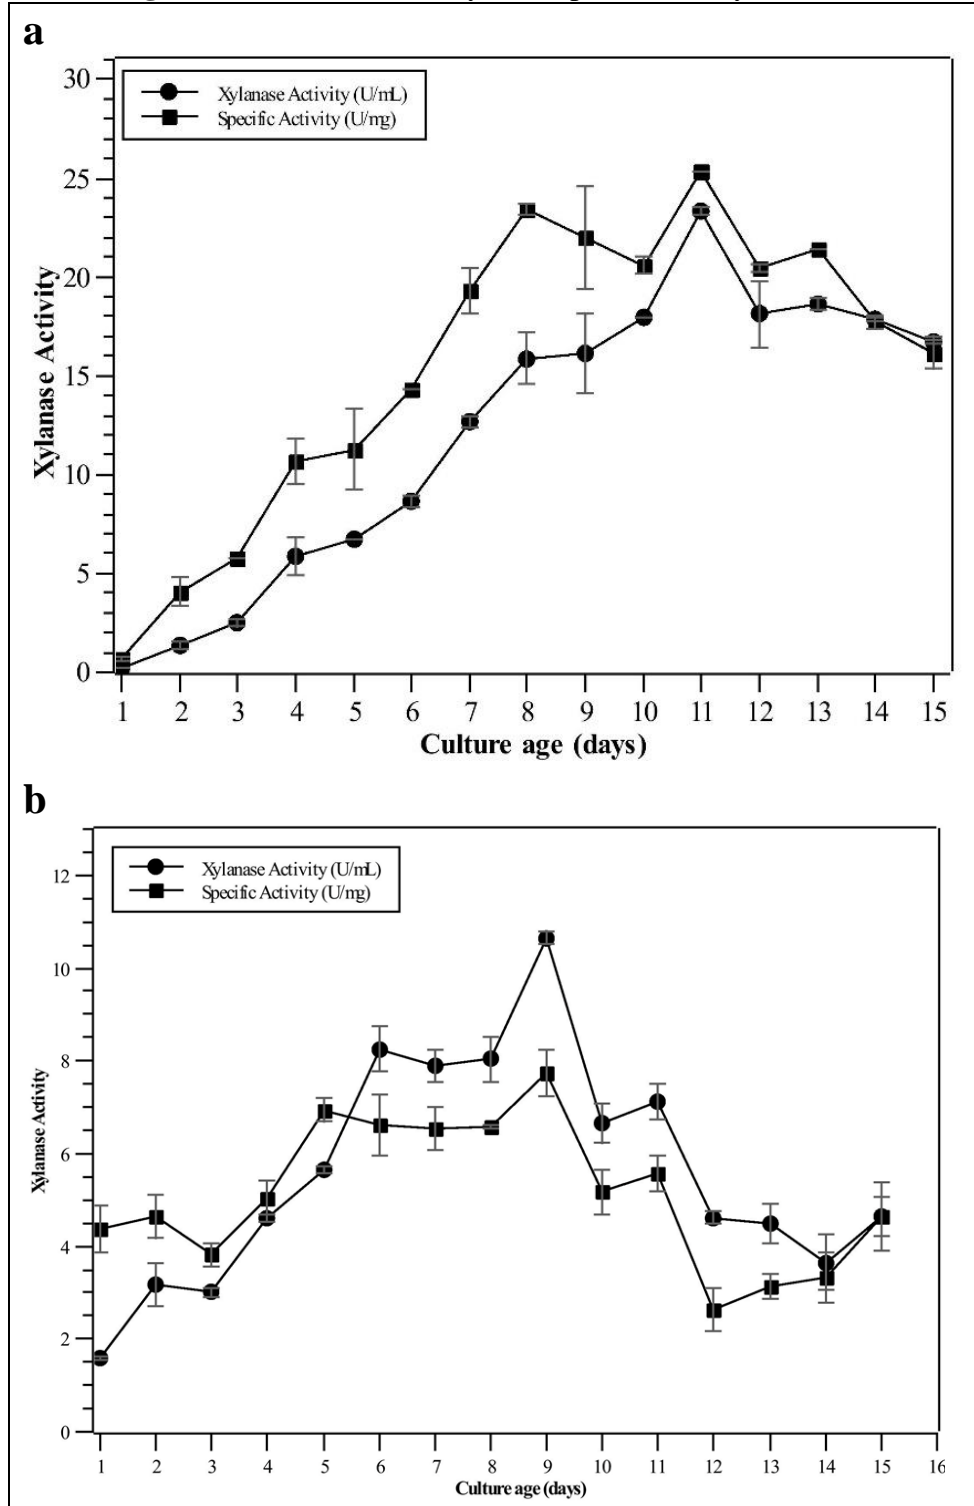 a
30
25
20
15
10
5
0
Xylanase Activity
Xylanase Activity (U/mL)
Specific Activity (U/mg)
1 2 3 4 5 6 7 8 9 10 11 12 13 14 15
Culture age (days)
b
12
10
8
6
4
2
0
Xylanase Activity
Xylanase Activity (U/mL)
Specific Activity (U/mg)
1 2 3 4 5 6 7 8 9 10 11 12 13 14 15 16
Culture age (days)